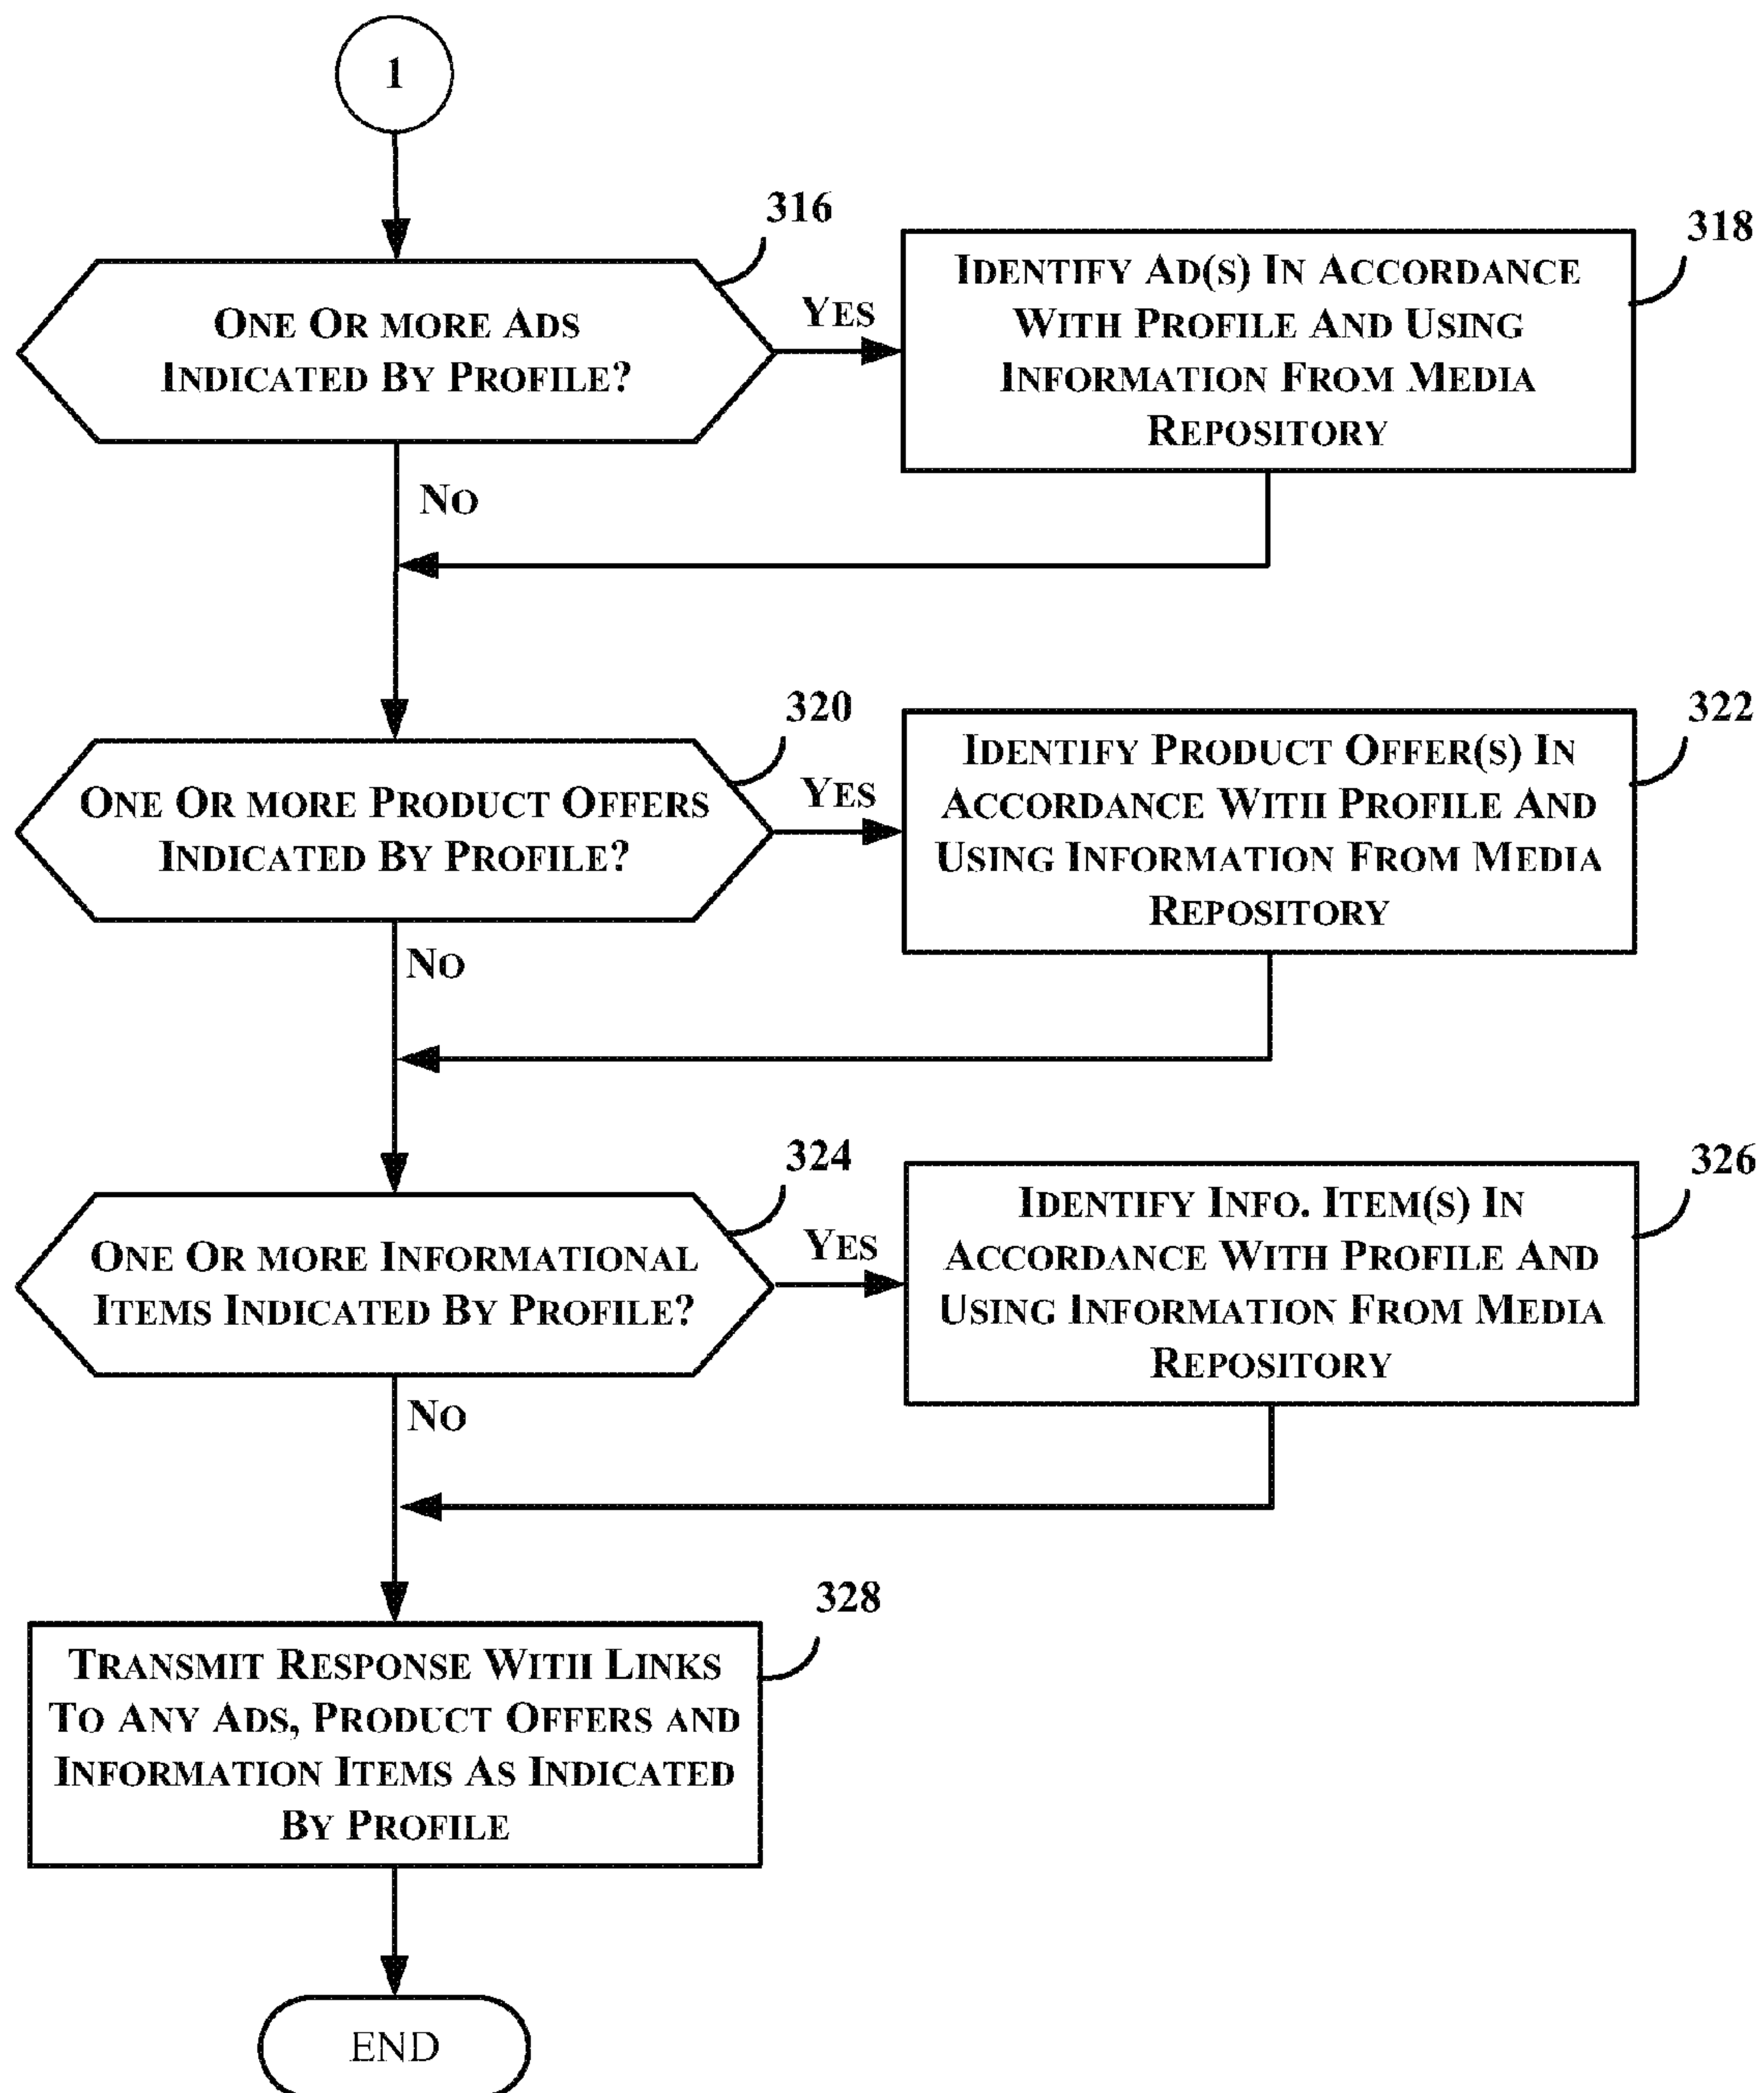 1
316
ONE OR MORE ADS
INDICATED BY PROFILE?
YES
318
IDENTIFY AD(S) IN ACCORDANCE
WITH PROFILE AND USING
INFORMATION FROM MEDIA
REPOSITORY
NO
320
ONE OR MORE PRODUCT OFFERS
INDICATED BY PROFILE?
YES
322
IDENTIFY PRODUCT OFFER(S) IN
ACCORDANCE WITH PROFILE AND
USING INFORMATION FROM MEDIA
REPOSITORY
NO
324
ONE OR MORE INFORMATIONAL
ITEMS INDICATED BY PROFILE?
YES
326
IDENTIFY INFO. ITEM(S) IN
ACCORDANCE WITH PROFILE AND
USING INFORMATION FROM MEDIA
REPOSITORY
NO
328
TRANSMIT RESPONSE WITH LINKS
TO ANY ADS, PRODUCT OFFERS AND
INFORMATION ITEMS AS INDICATED
BY PROFILE
END